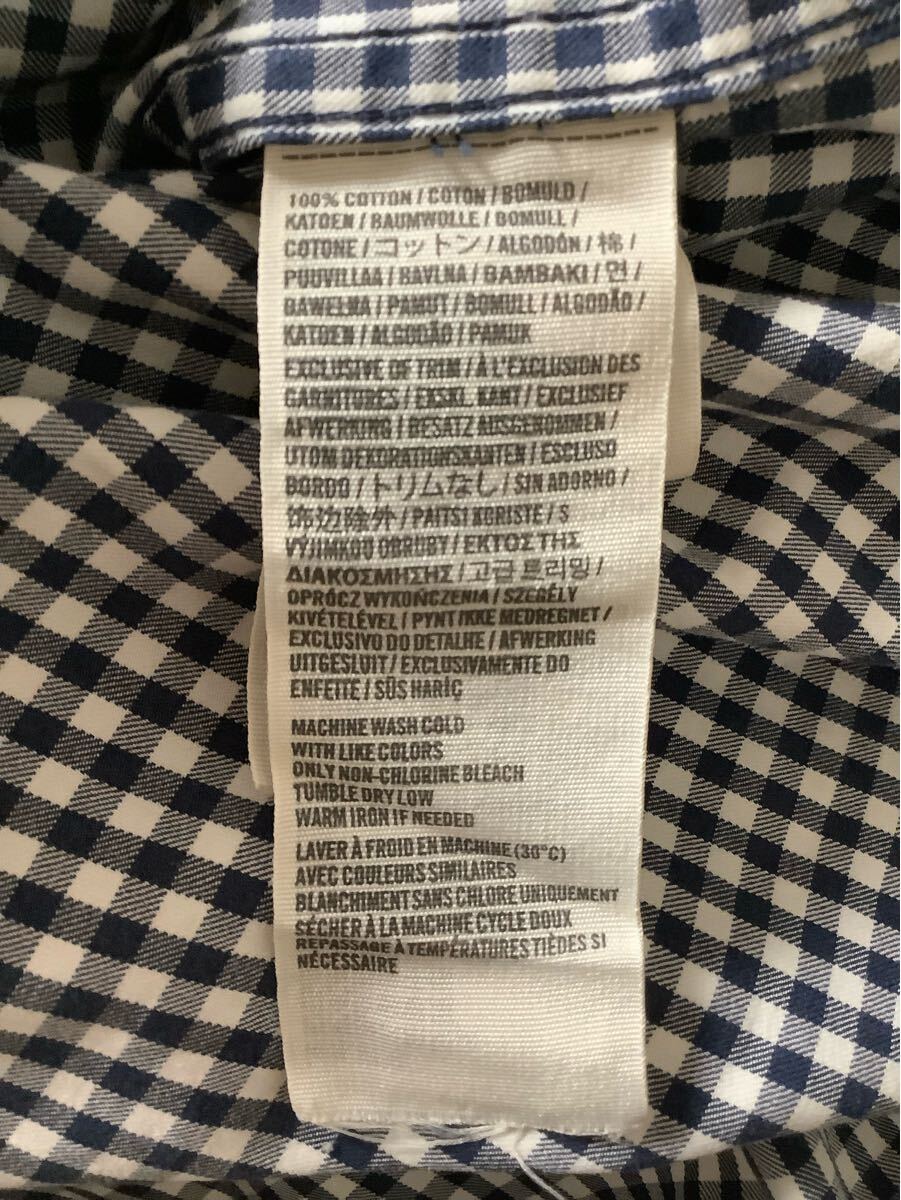 100% COTTON / COTON / BOMULD /
KATOEN / BAUMWOLLE / BOMULL /
COTONE / コットン / ALGODÓN / 棉 /
PUUVILLAA / BAVLNA / BAMBAKI / 면 /
BAWEŁNA / PAMUT / BOMULL / ALGODÃO /
KATOEN / ALGODÃO / PAMUK
EXCLUSIVE OF TRIM / À L'EXCLUSION DES
GARNITURES / EKSKL. KANT / EXCLUSIEF
AFWERKING / BESATZ AUSGENOMMEN /
UTOM DEKORATIONSKANTEN / ESCLUSO
BORDO / トリムなし / SIN ADORNO /
饰边除外 / PAITSI KORISTE / S
VÝJIMKOU OBRUBY / ΕΚΤΟΣ ΤΗΣ
ΔΙΑΚΟΣΜΗΣΗΣ / 고급 트리밍 /
OPRÓCZ WYKOŃCZENIA / SZEGÉLY
KIVÉTELÉVEL / PYNT IKKE MEDREGNET /
EXCLUSIVO DO DETALHE / AFWERKING
UITGESLUIT / EXCLUSIVAMENTE DO
ENFEITE / SÜS HARİÇ
MACHINE WASH COLD
WITH LIKE COLORS
ONLY NON-CHLORINE BLEACH
TUMBLE DRY LOW
WARM IRON IF NEEDED
LAVER À FROID EN MACHINE (30°C)
AVEC COULEURS SIMILAIRES
BLANCHIMENT SANS CHLORE UNIQUEMENT
SÉCHER À LA MACHINE CYCLE DOUX
REPASSAGE À TEMPÉRATURES TIÈDES SI
NÉCESSAIRE